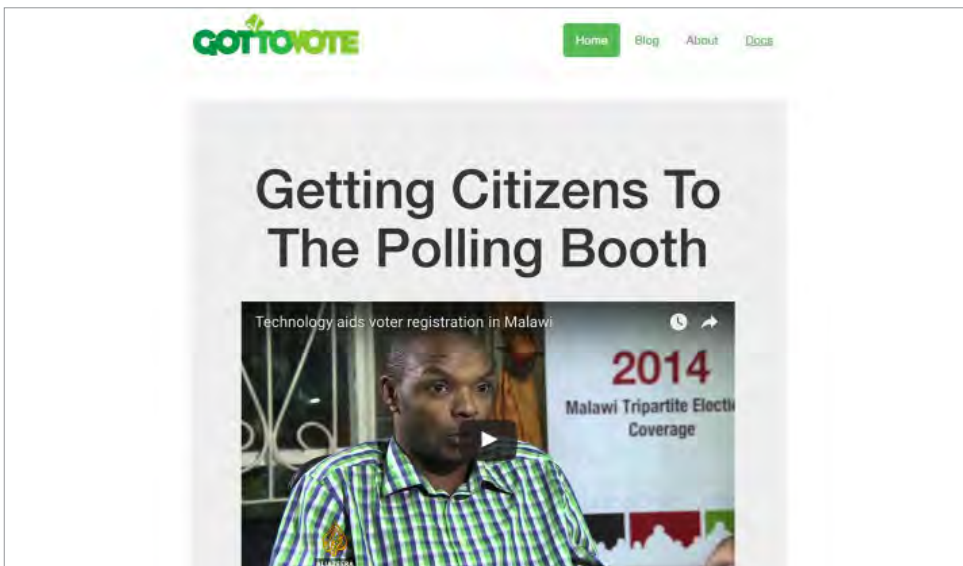 GOTTOVOTE
Home Blog About Docs
Getting Citizens To
The Polling Booth
Technology aids voter registration in Malawi
2014
Malawi Tripartite Electi
Coverage
ALJAZEERA